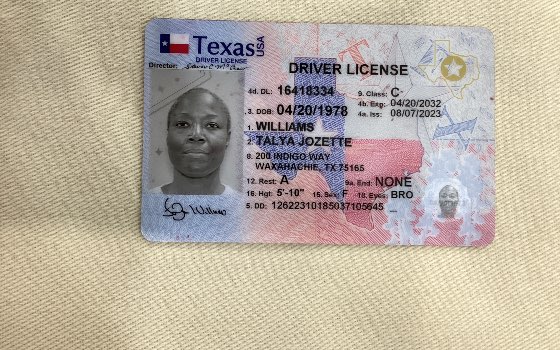 Texas USA
DRIVER LICENSE
Director:
DRIVER LICENSE
4d. DL: 16418334 9. Class: C
4b. Exp: 04/20/2032
3. DOB: 04/20/1978 4a. Iss: 08/07/2023
1. WILLIAMS
2. TALYA JOZETTE
8. 200 INDIGO WAY
WAXAHACHIE, TX 75165
12. Rest: A 9a. End: NONE
16. Hgt: 5'-10" 15. Sex: F 18. Eyes: BRO
5. DD: 12622310185037105645